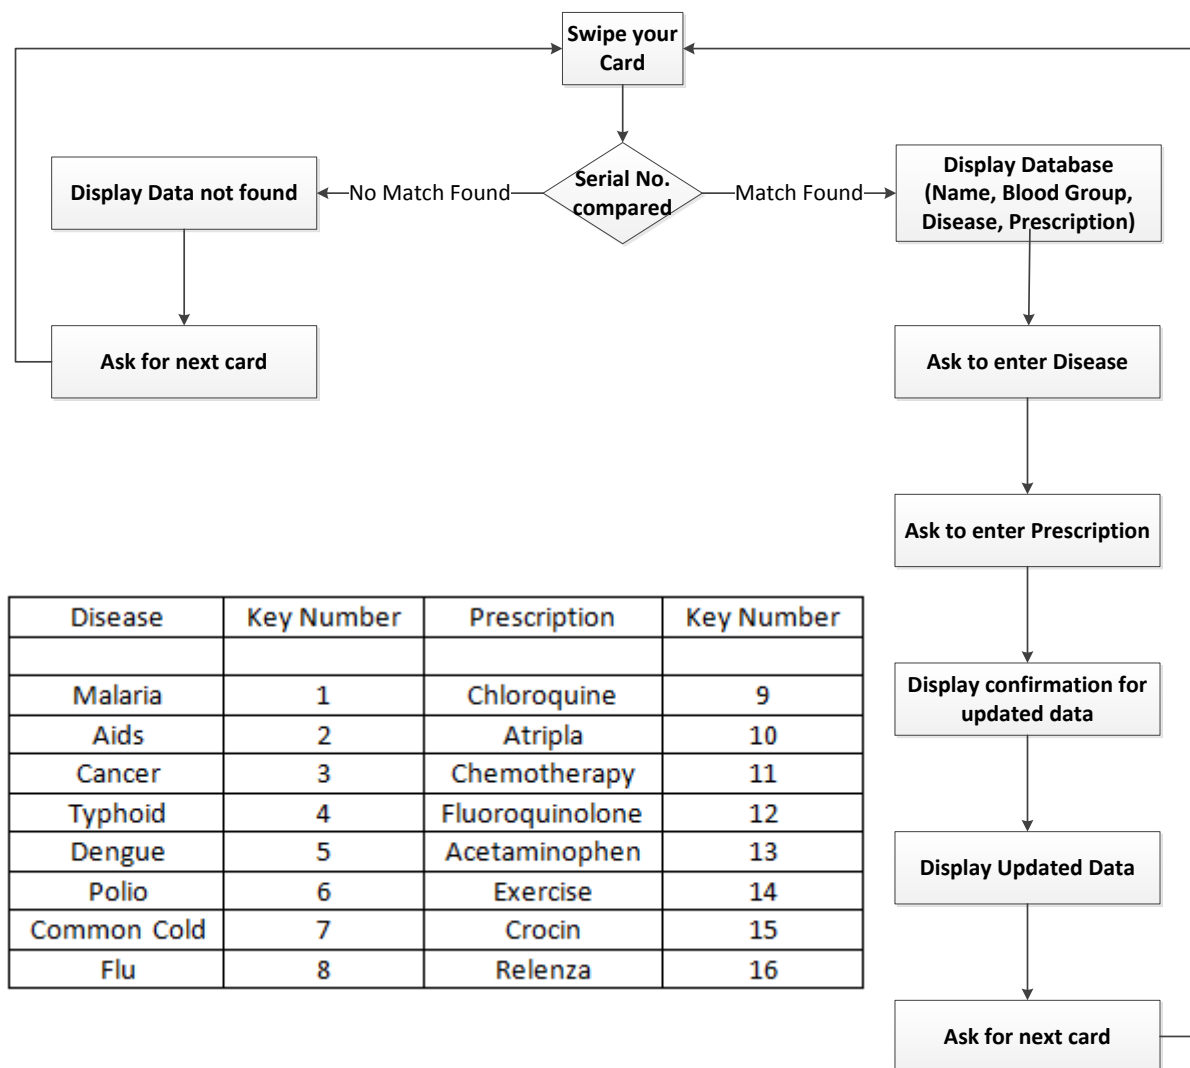 Swipe your
Card
Serial No.
compared
No Match Found
Match Found
Display Data not found
Ask for next card
Display Database
(Name, Blood Group,
Disease, Prescription)
Ask to enter Disease
Ask to enter Prescription
Display confirmation for
updated data
Display Updated Data
Ask for next card
Disease Key Number Prescription Key Number
Malaria 1 Chloroquine 9
Aids 2 Atripla 10
Cancer 3 Chemotherapy 11
Typhoid 4 Fluoroquinolone 12
Dengue 5 Acetaminophen 13
Polio 6 Exercise 14
Common Cold 7 Crocin 15
Flu 8 Relenza 16